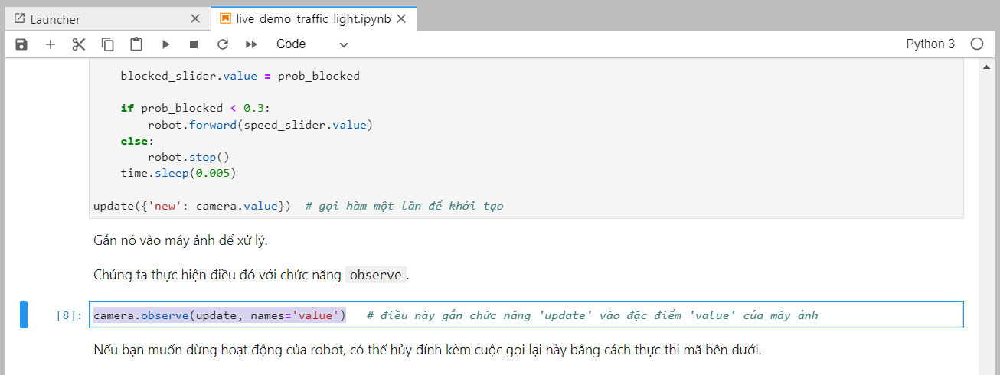 Launcher
live_demo_traffic_light.ipynb
Code
Python 3
blocked_slider.value = prob_blocked
if prob_blocked < 0.3:
robot.forward(speed_slider.value)
else:
robot.stop()
time.sleep(0.005)
update({'new': camera.value})  # gọi hàm một lần để khởi tạo
Gắn nó vào máy ảnh để xử lý.
Chúng ta thực hiện điều đó với chức năng observe.
[8]: camera.observe(update, names='value')   # điều này gắn chức năng 'update' vào đặc điểm 'value' của máy ảnh
Nếu bạn muốn dừng hoạt động của robot, có thể hủy đính kèm cuộc gọi lại này bằng cách thực thi mã bên dưới.